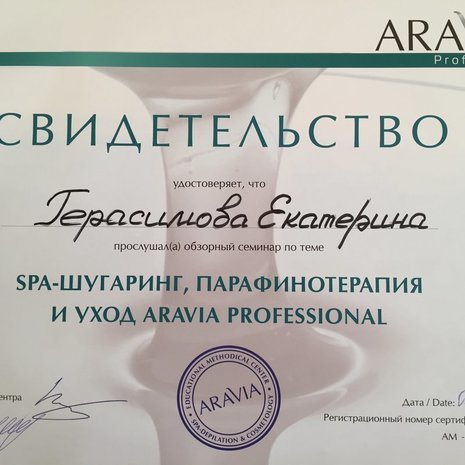 ARAVIA
Prof
СВИДЕТЕЛЬСТВО
удостоверяет, что
Герасимова Екатерина
прослушал(а) обзорный семинар по теме
SPA-ШУГАРИНГ, ПАРАФИНОТЕРАПИЯ
И УХОД ARAVIA PROFESSIONAL
EDUCATIONAL METHODICAL CENTER
ARAVIA
SPA-DEPILATION & COSMETOLOGY
ентра
Дата / Date:
Регистрационный номер сертиф
АМ -